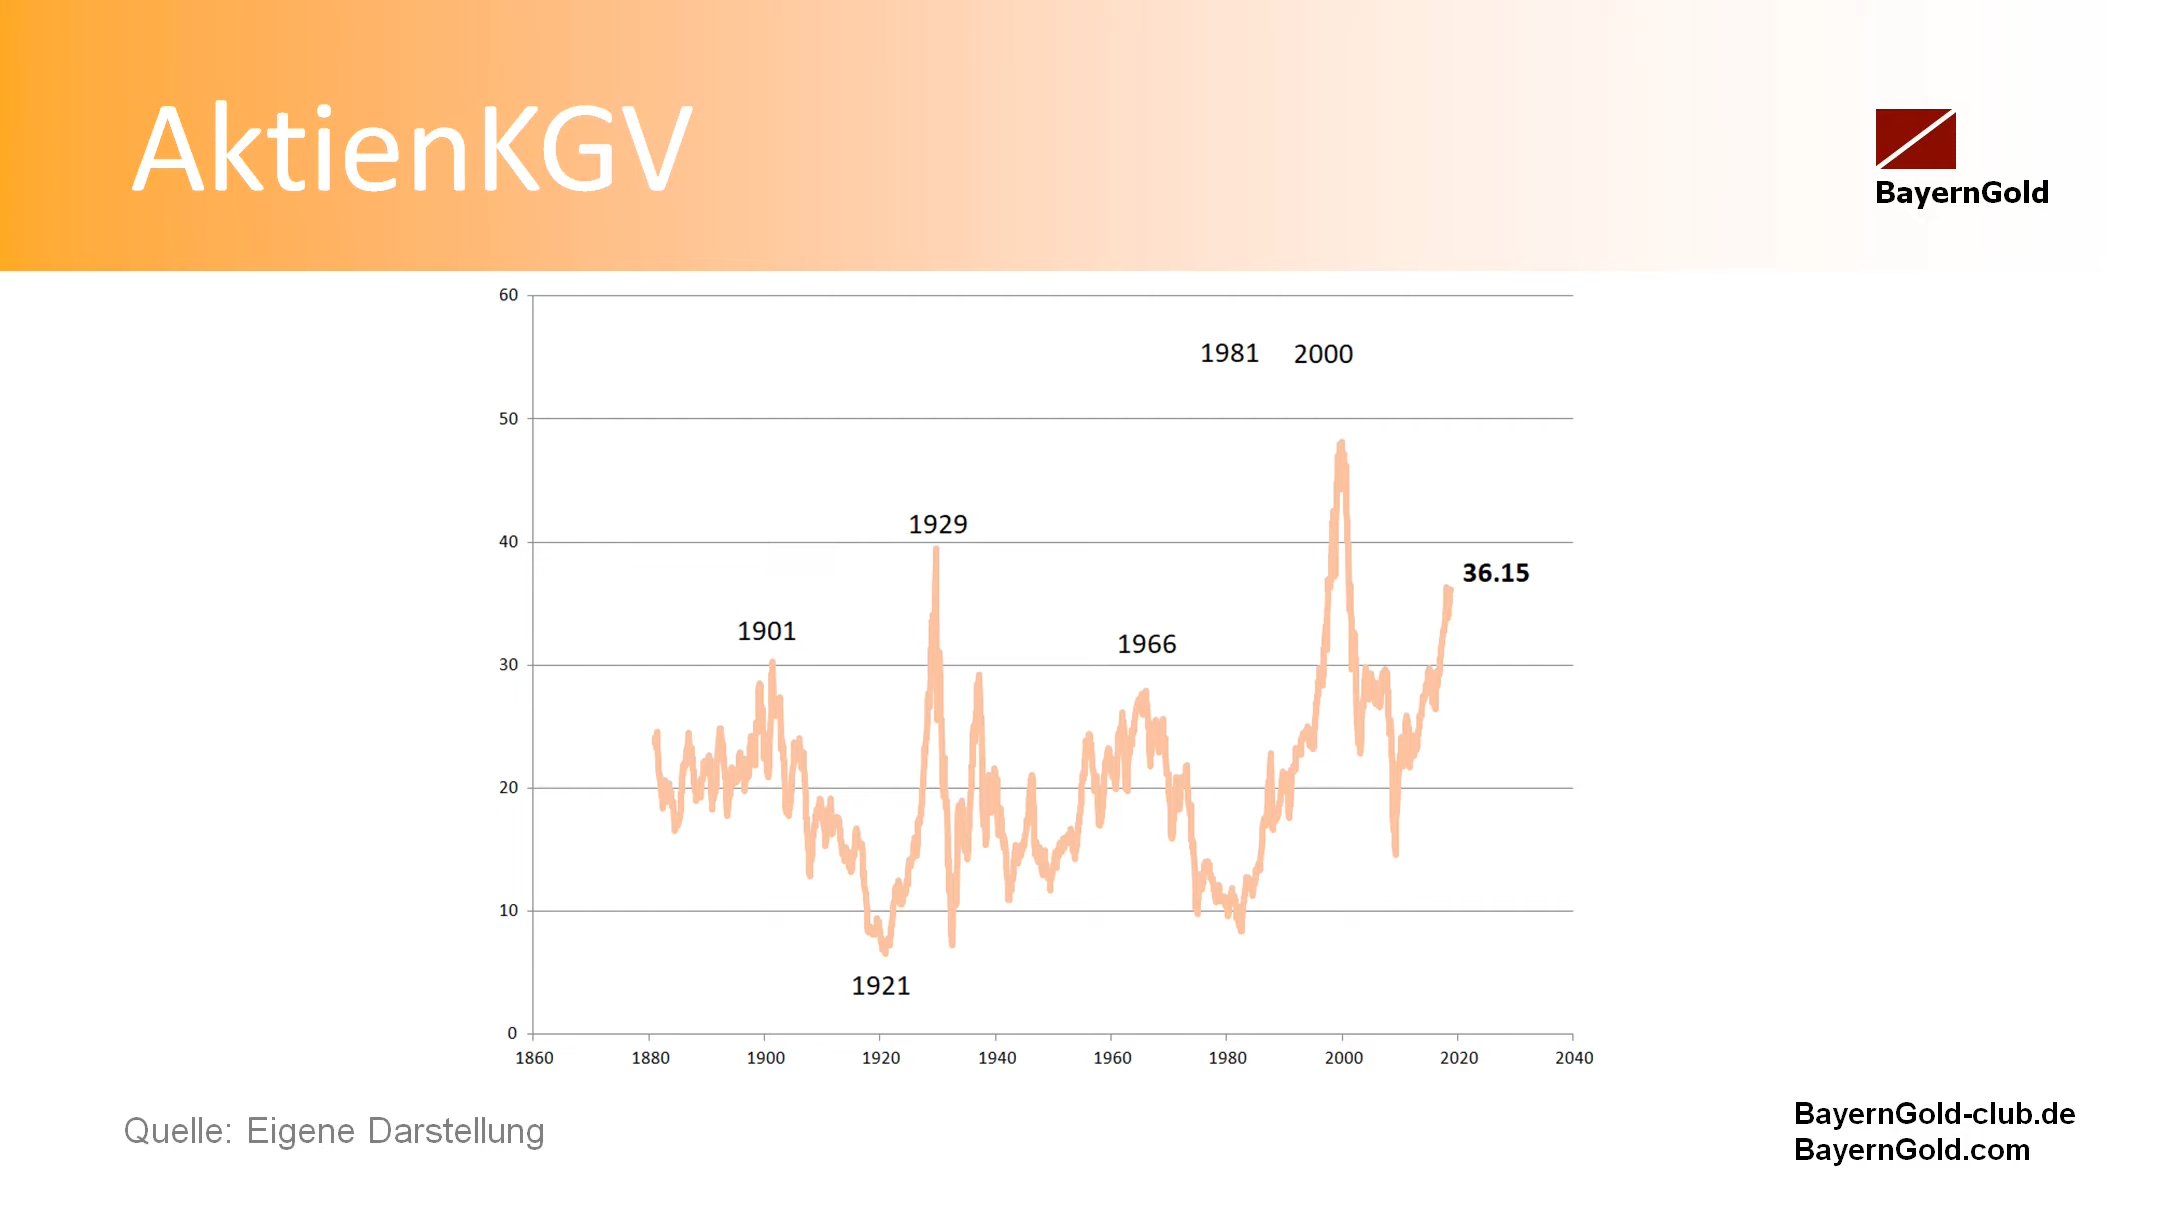 AktienKGV
BayernGold
60
1981 2000
50
1929
40
36.15
1901
1966
30
20
10
1921
0
1860 1880 1900 1920 1940 1960 1980 2000 2020 2040
Quelle: Eigene Darstellung
BayernGold-club.de
BayernGold.com